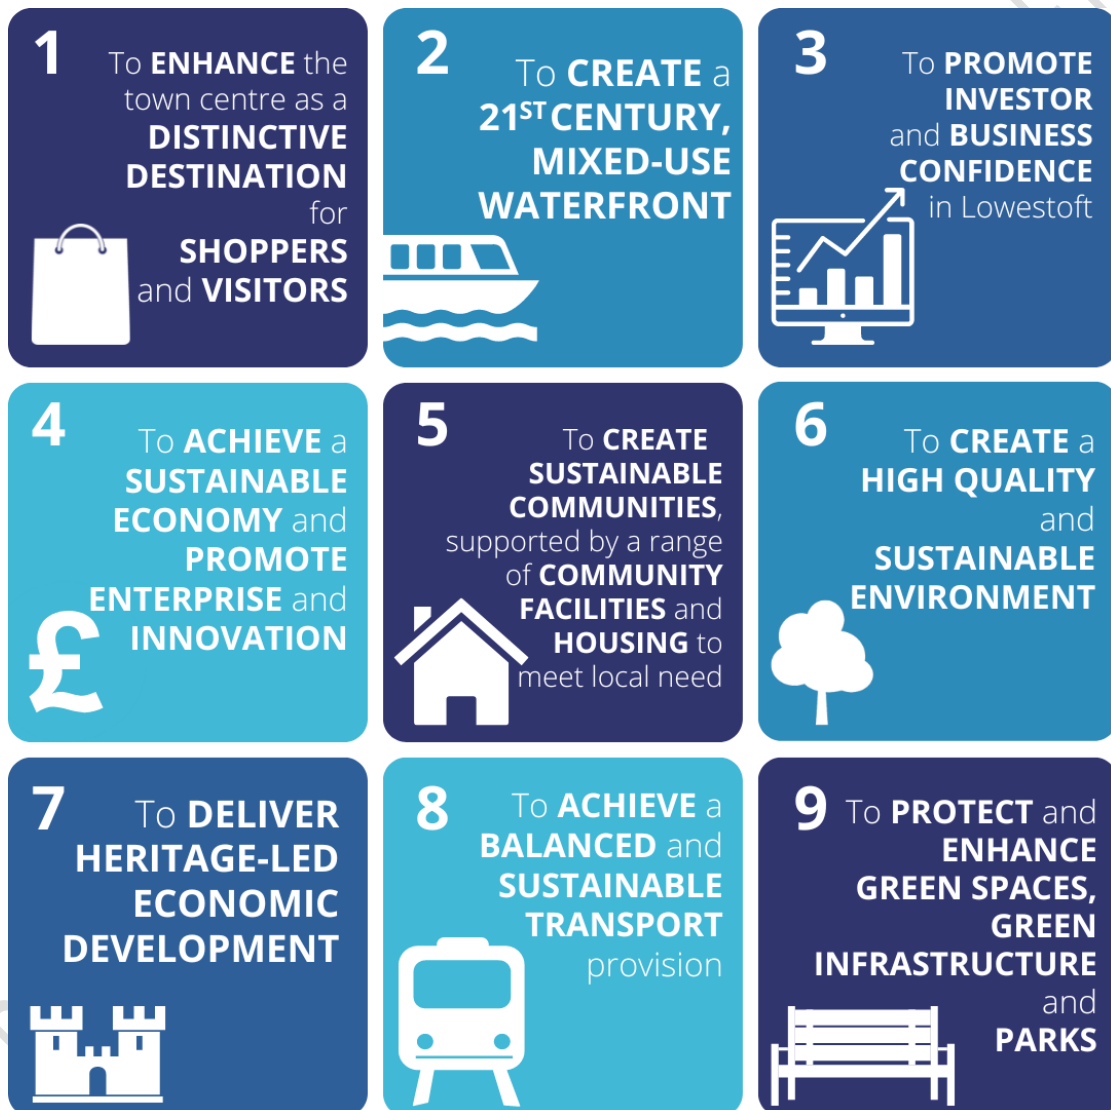 1
To ENHANCE the
town centre as a
DISTINCTIVE
DESTINATION
for
SHOPPERS
and VISITORS
2
To CREATE a
21ST CENTURY,
MIXED-USE
WATERFRONT
3
To PROMOTE
INVESTOR
and BUSINESS
CONFIDENCE
in Lowestoft
4
To ACHIEVE a
SUSTAINABLE
ECONOMY and
PROMOTE
ENTERPRISE and
INNOVATION
£
5
To CREATE
SUSTAINABLE
COMMUNITIES,
supported by a range
of COMMUNITY
FACILITIES and
HOUSING to
meet local need
6
To CREATE a
HIGH QUALITY
and
SUSTAINABLE
ENVIRONMENT
7
To DELIVER
HERITAGE-LED
ECONOMIC
DEVELOPMENT
8
To ACHIEVE a
BALANCED and
SUSTAINABLE
TRANSPORT
provision
9
To PROTECT and
ENHANCE
GREEN SPACES,
GREEN
INFRASTRUCTURE
and
PARKS